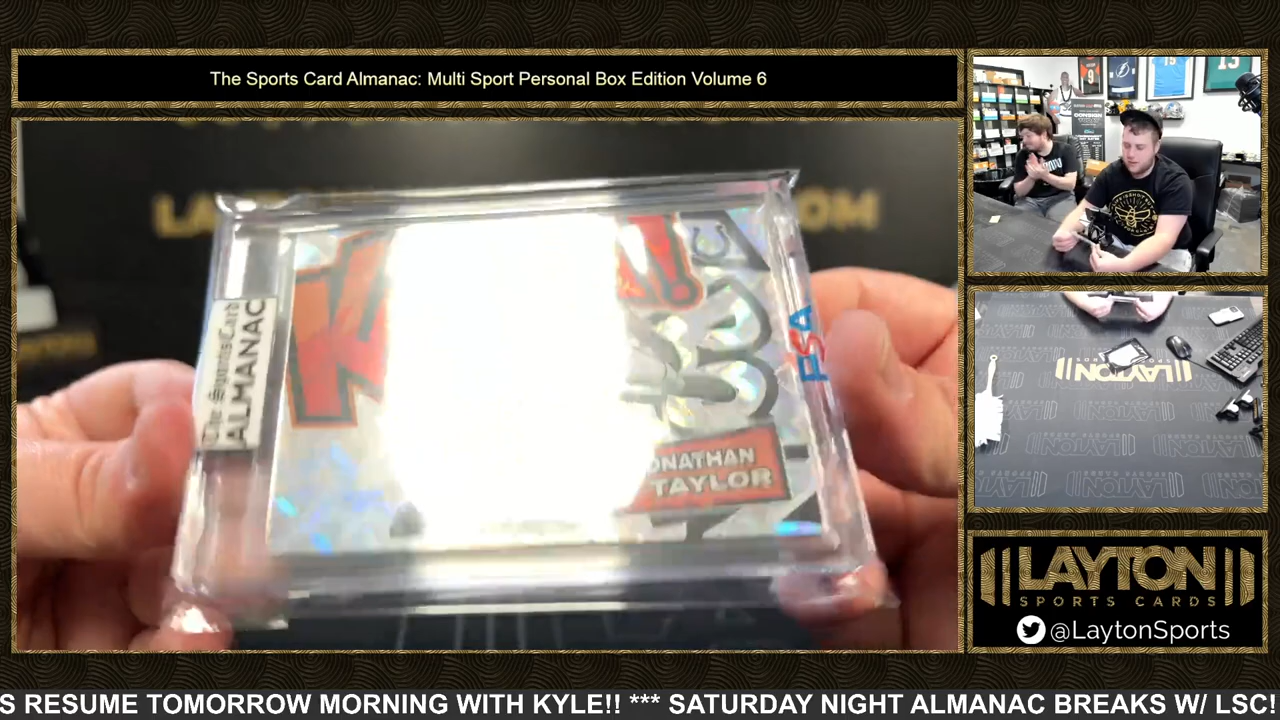 The Sports Card Almanac: Multi Sport Personal Box Edition Volume 6
The Sports Card
ALMANAC
PSA
ONATHAN
TAYLOR
LAYTON
LAYTON
SPORTS CARDS
@LaytonSports
S RESUME TOMORROW MORNING WITH KYLE!! *** SATURDAY NIGHT ALMANAC BREAKS W/ LSC!